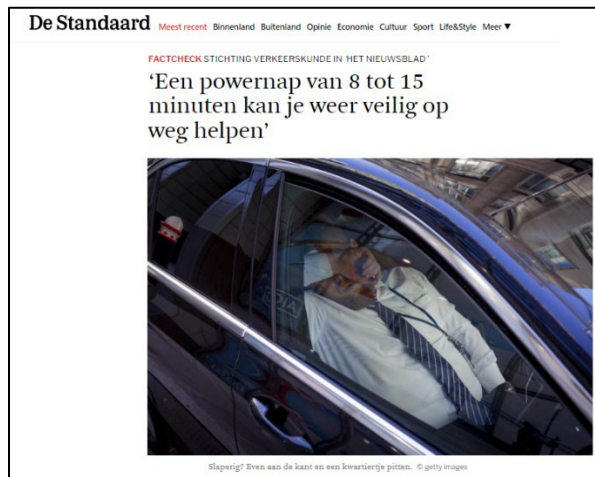 De Standaard Meest recent Binnenland Buitenland Opinie Economie Cultuur Sport Life&Style Meer ▼
FACTCHECK STICHTING VERKEERSKUNDE IN 'HET NIEUWSBLAD'
‘Een powernap van 8 tot 15
minuten kan je weer veilig op
weg helpen’
Slaperig? Even aan de kant en een kwartiertje pitten. © getty images